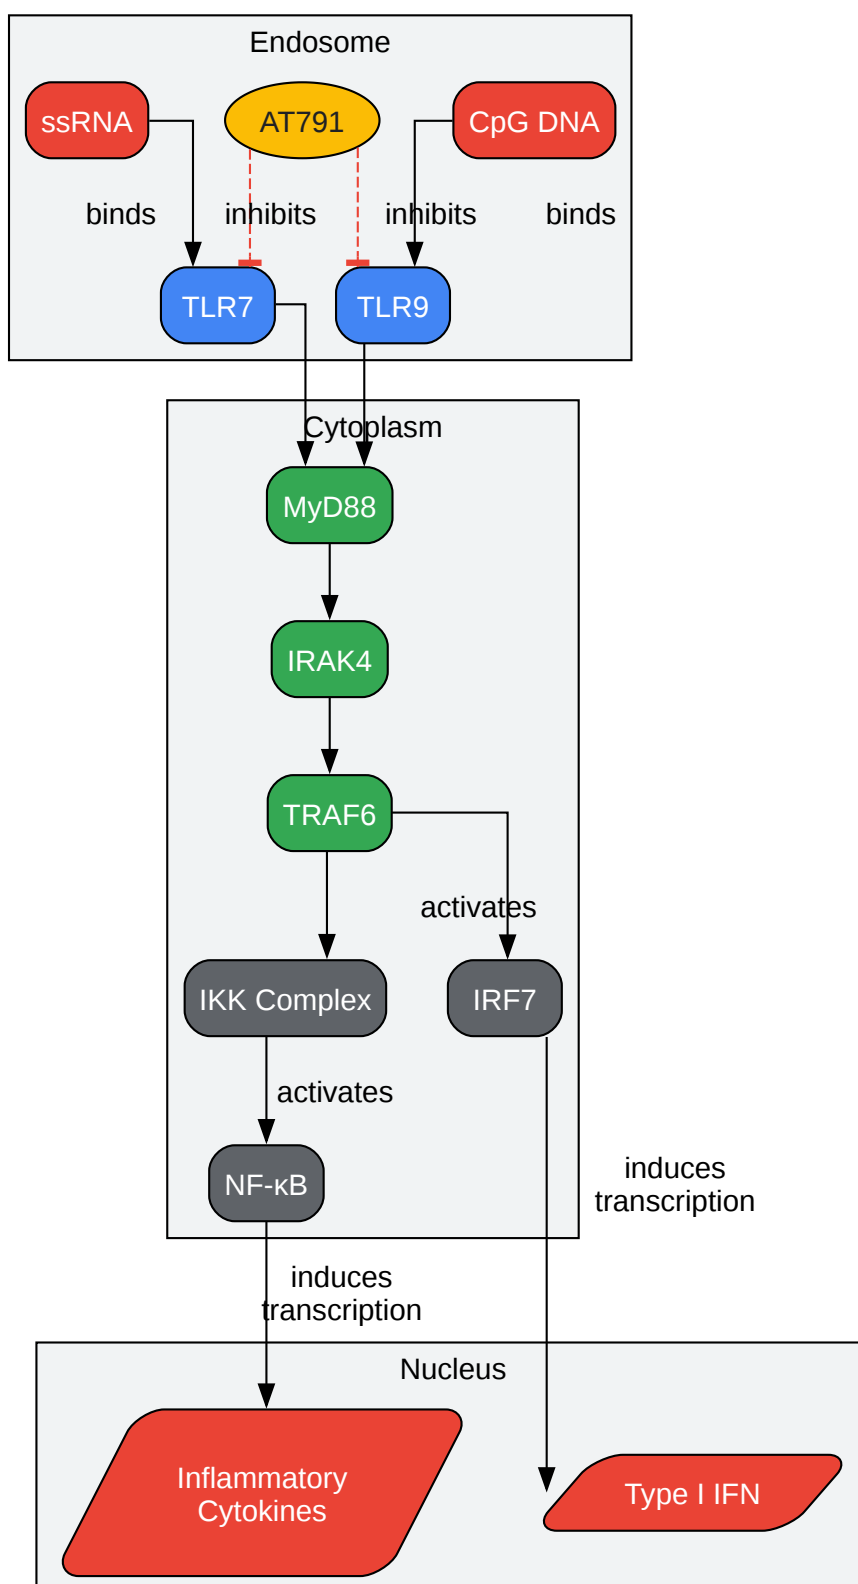 Endosome
ssRNA
AT791
CpG DNA
binds
inhibits
inhibits
binds
TLR7
TLR9
Cytoplasm
MyD88
IRAK4
TRAF6
activates
IKK Complex
IRF7
activates
NF-κB
induces
transcription
induces
transcription
Nucleus
Inflammatory
Cytokines
Type I IFN